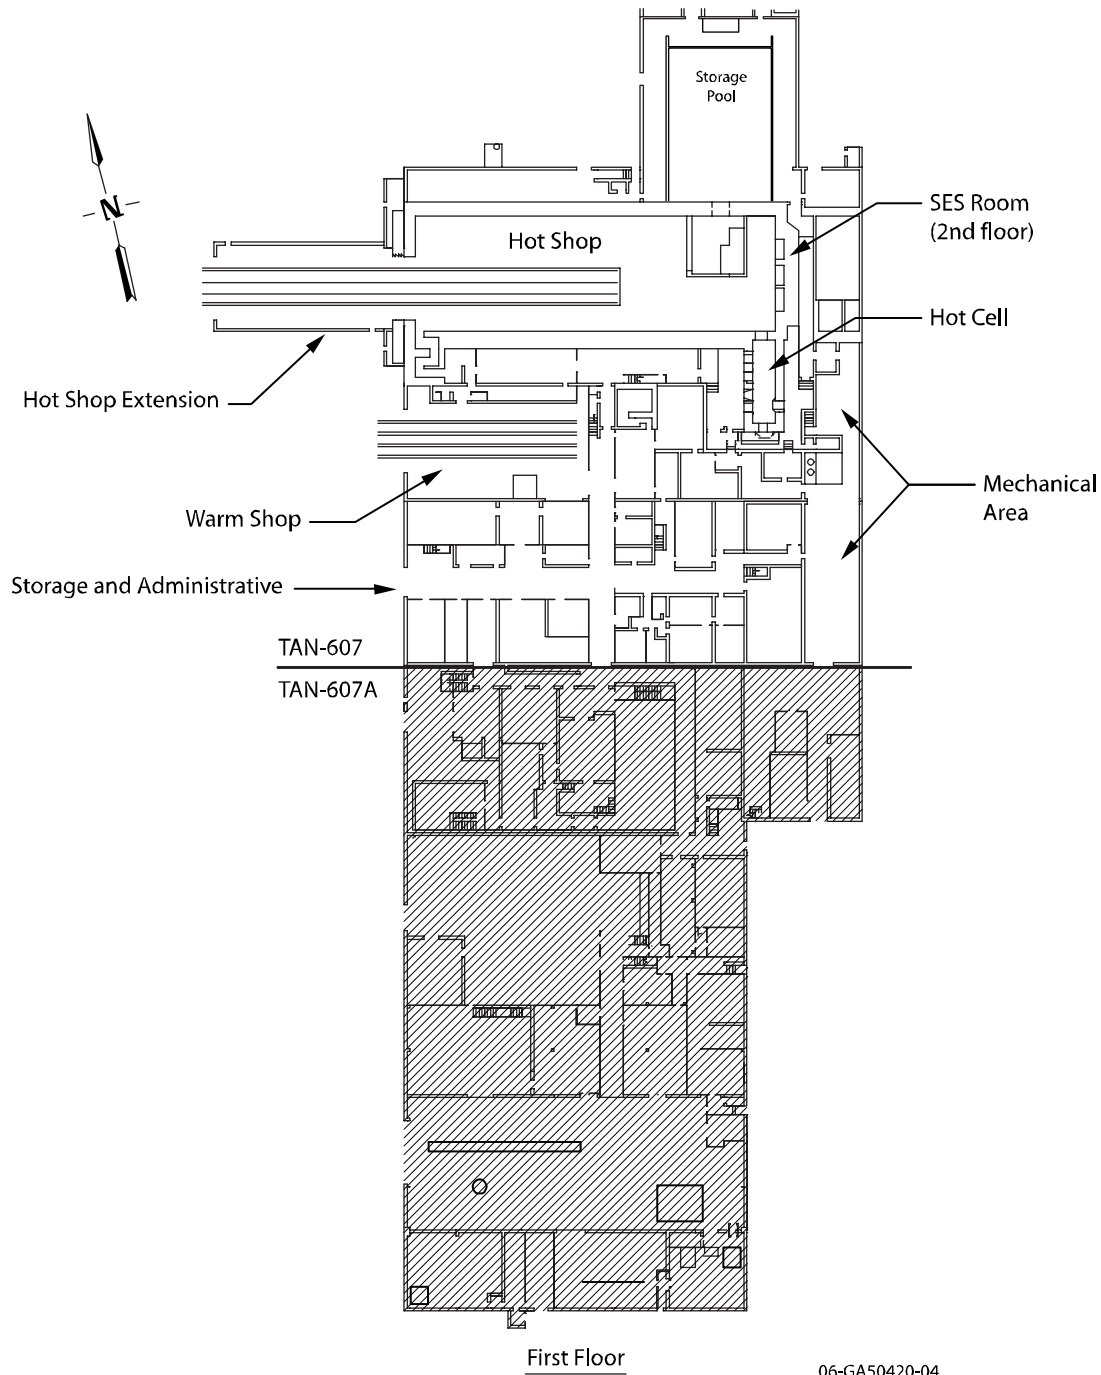 Storage
Pool
N
SES Room
(2nd floor)
Hot Shop
Hot Cell
Hot Shop Extension
Mechanical
Area
Warm Shop
Storage and Administrative
TAN-607
TAN-607A
First Floor
06-GA50420-04